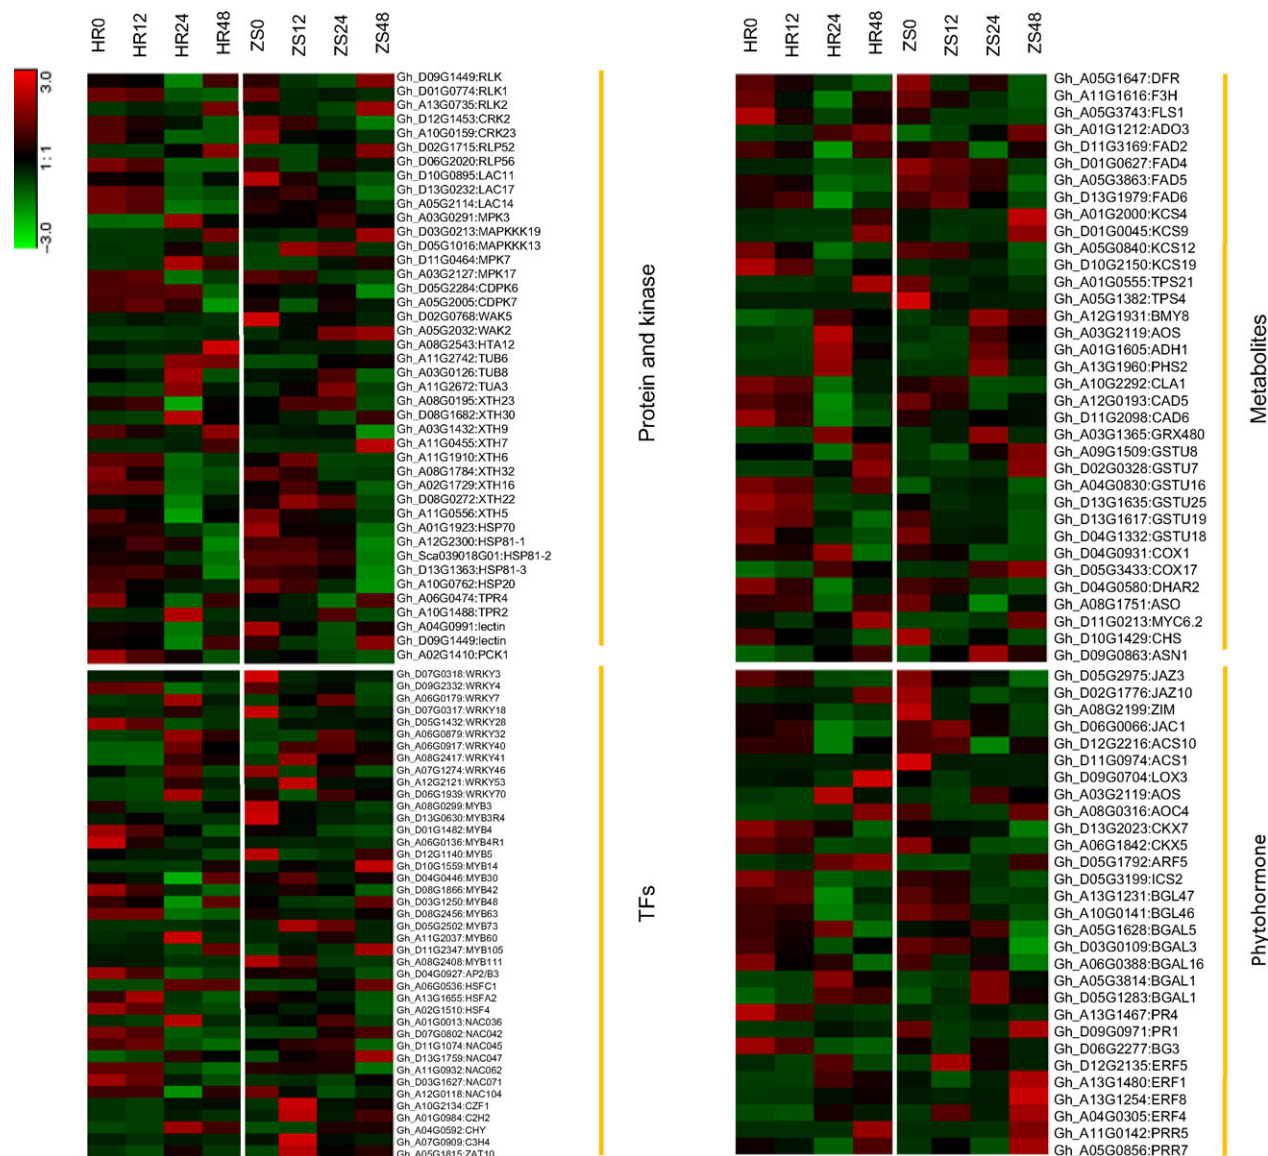 HR0 HR12 HR24 HR48 ZS0 ZS12 ZS24 ZS48
3.0
1 : 1
−3.0
Gh_D09G1449:RLK
Gh_D01G0774:RLK1
Gh_A13G0735:RLK2
Gh_D12G1453:CRK2
Gh_A10G0159:CRK23
Gh_D02G1715:RLP52
Gh_D06G2020:RLP56
Gh_D10G0895:LAC11
Gh_D13G0232:LAC17
Gh_A05G2114:LAC14
Gh_A03G0291:MPK3
Gh_D03G0213:MAPKKK19
Gh_D05G1016:MAPKKK13
Gh_D11G0464:MPK7
Gh_A03G2127:MPK17
Gh_D05G2284:CDPK6
Gh_A05G2005:CDPK7
Gh_D02G0768:WAK5
Gh_A05G2032:WAK2
Gh_A08G2543:HTA12
Gh_A11G2742:TUB6
Gh_A03G0126:TUB8
Gh_A11G2672:TUA3
Gh_A08G0195:XTH23
Gh_D08G1682:XTH30
Gh_A03G1432:XTH9
Gh_A11G0455:XTH7
Gh_A11G1910:XTH6
Gh_A08G1784:XTH32
Gh_A02G1729:XTH16
Gh_D08G0272:XTH22
Gh_A11G0556:XTH5
Gh_A01G1923:HSP70
Gh_A12G2300:HSP81-1
Gh_Sca039018G01:HSP81-2
Gh_D13G1363:HSP81-3
Gh_A10G0762:HSP20
Gh_A06G0474:TPR4
Gh_A10G1488:TPR2
Gh_A04G0991:lectin
Gh_D09G1449:lectin
Gh_A02G1410:PCK1
Protein and kinase
Gh_D07G0318:WRKY3
Gh_D09G2332:WRKY4
Gh_A06G0179:WRKY7
Gh_D07G0317:WRKY18
Gh_D05G1432:WRKY28
Gh_A06G0879:WRKY32
Gh_A06G0917:WRKY40
Gh_A08G2417:WRKY41
Gh_A07G1274:WRKY46
Gh_A12G2121:WRKY53
Gh_D06G1939:WRKY70
Gh_A08G0299:MYB3
Gh_D13G0630:MYB3R4
Gh_D01G1482:MYB4
Gh_A06G0136:MYB4R1
Gh_D12G1140:MYB5
Gh_D10G1559:MYB14
Gh_D04G0446:MYB30
Gh_D08G1866:MYB42
Gh_D03G1250:MYB48
Gh_D08G2456:MYB63
Gh_D05G2502:MYB73
Gh_A11G2037:MYB60
Gh_D11G2347:MYB105
Gh_A08G2408:MYB111
Gh_D04G0927:AP2/B3
Gh_A06G0536:HSFC1
Gh_A13G1655:HSFA2
Gh_A02G1510:HSF4
Gh_A01G0013:NAC036
Gh_D07G0802:NAC042
Gh_D11G1074:NAC045
Gh_D13G1759:NAC047
Gh_A11G0932:NAC062
Gh_D03G1627:NAC071
Gh_A12G0118:NAC104
Gh_A10G2134:CZF1
Gh_A01G0984:C2H2
Gh_A04G0592:CHY
Gh_A07G0909:C3H4
Gh_A05G1815:ZAT10
TFs
HR0 HR12 HR24 HR48 ZS0 ZS12 ZS24 ZS48
Gh_A05G1647:DFR
Gh_A11G1616:F3H
Gh_A05G3743:FLS1
Gh_A01G1212:ADO3
Gh_D11G3169:FAD2
Gh_D01G0627:FAD4
Gh_A05G3863:FAD5
Gh_D13G1979:FAD6
Gh_A01G2000:KCS4
Gh_D01G0045:KCS9
Gh_A05G0840:KCS12
Gh_D10G2150:KCS19
Gh_A01G0555:TPS21
Gh_A05G1382:TPS4
Gh_A12G1931:BMY8
Gh_A03G2119:AOS
Gh_A01G1605:ADH1
Gh_A13G1960:PHS2
Gh_A10G2292:CLA1
Gh_A12G0193:CAD5
Gh_D11G2098:CAD6
Gh_A03G1365:GRX480
Gh_A09G1509:GSTU8
Gh_D02G0328:GSTU7
Gh_A04G0830:GSTU16
Gh_D13G1635:GSTU25
Gh_D13G1617:GSTU19
Gh_D04G1332:GSTU18
Gh_D04G0931:COX1
Gh_D05G3433:COX17
Gh_D04G0580:DHAR2
Gh_A08G1751:ASO
Gh_D11G0213:MYC6.2
Gh_D10G1429:CHS
Gh_D09G0863:ASN1
Metabolites
Gh_D05G2975:JAZ3
Gh_D02G1776:JAZ10
Gh_A08G2199:ZIM
Gh_D06G0066:JAC1
Gh_D12G2216:ACS10
Gh_D11G0974:ACS1
Gh_D09G0704:LOX3
Gh_A03G2119:AOS
Gh_A08G0316:AOC4
Gh_D13G2023:CKX7
Gh_A06G1842:CKX5
Gh_D05G1792:ARF5
Gh_D05G3199:ICS2
Gh_A13G1231:BGL47
Gh_A10G0141:BGL46
Gh_A05G1628:BGAL5
Gh_D03G0109:BGAL3
Gh_A06G0388:BGAL16
Gh_A05G3814:BGAL1
Gh_D05G1283:BGAL1
Gh_A13G1467:PR4
Gh_D09G0971:PR1
Gh_D06G2277:BG3
Gh_D12G2135:ERF5
Gh_A13G1480:ERF1
Gh_A13G1254:ERF8
Gh_A04G0305:ERF4
Gh_A11G0142:PRR5
Gh_A05G0856:PRR7
Phytohormone